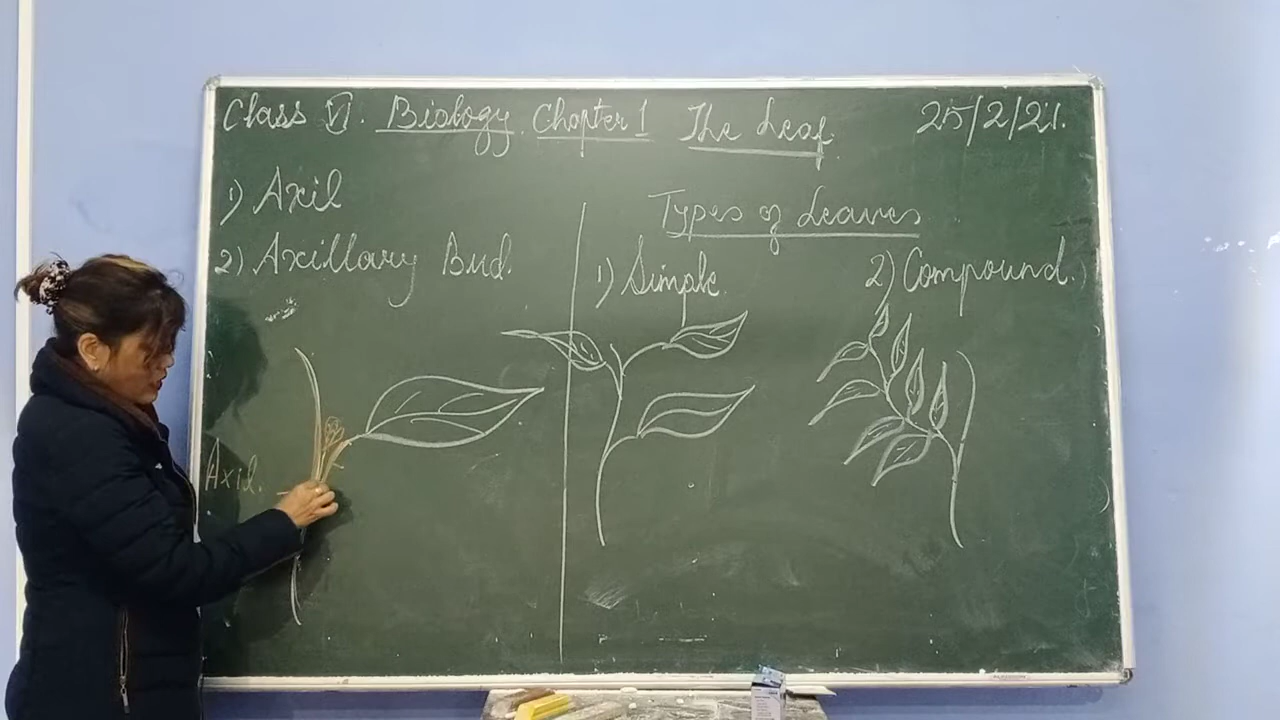 Class VI. Biology. Chapter 1 The Leaf. 25/2/21.
1) Axil
2) Axillary Bud.
Types of Leaves
1) Simple.
2) Compound.
Axil.